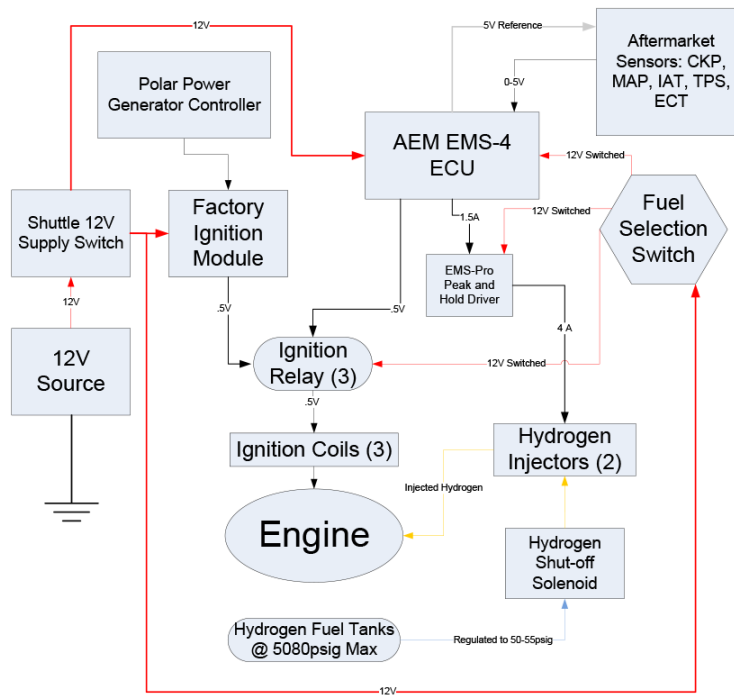 12V
5V Reference
Aftermarket
Sensors: CKP,
MAP, IAT, TPS,
ECT
Polar Power
Generator Controller
0-5V
AEM EMS-4
ECU
12V Switched
Shuttle 12V
Supply Switch
Factory
Ignition
Module
1.5A
12V Switched
Fuel
Selection
Switch
EMS-Pro
Peak and
Hold Driver
12V
.5V
.5V
4 A
12V
Source
Ignition
Relay (3)
12V Switched
.5V
Ignition Coils (3)
Hydrogen
Injectors (2)
Injected Hydrogen
Engine
Hydrogen
Shut-off
Solenoid
Hydrogen Fuel Tanks
@ 5080psig Max
Regulated to 50-55psig
12V